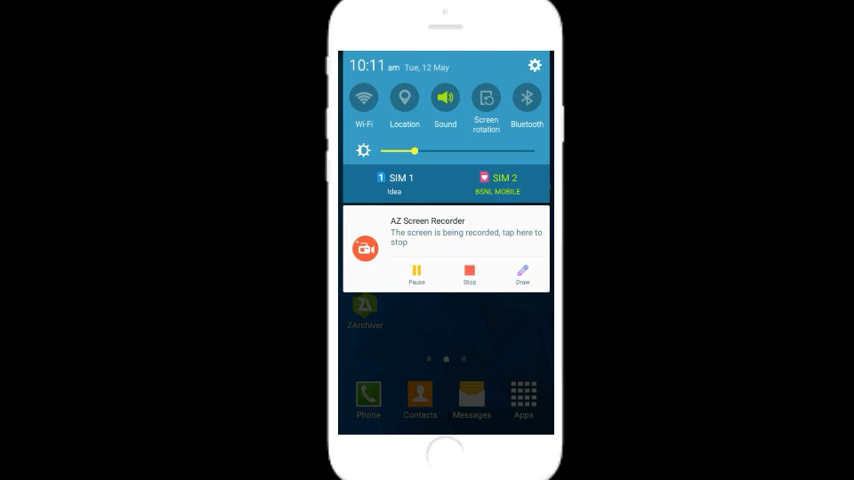 10:11 am Tue, 12 May
Wi-Fi
Location
Sound
Screen
rotation
Bluetooth
1 SIM 1
Idea
SIM 2
BSNL MOBILE
AZ Screen Recorder
The screen is being recorded, tap here to
stop
Pause
Stop
Draw
ZArchiver
Phone
Contacts
Messages
Apps